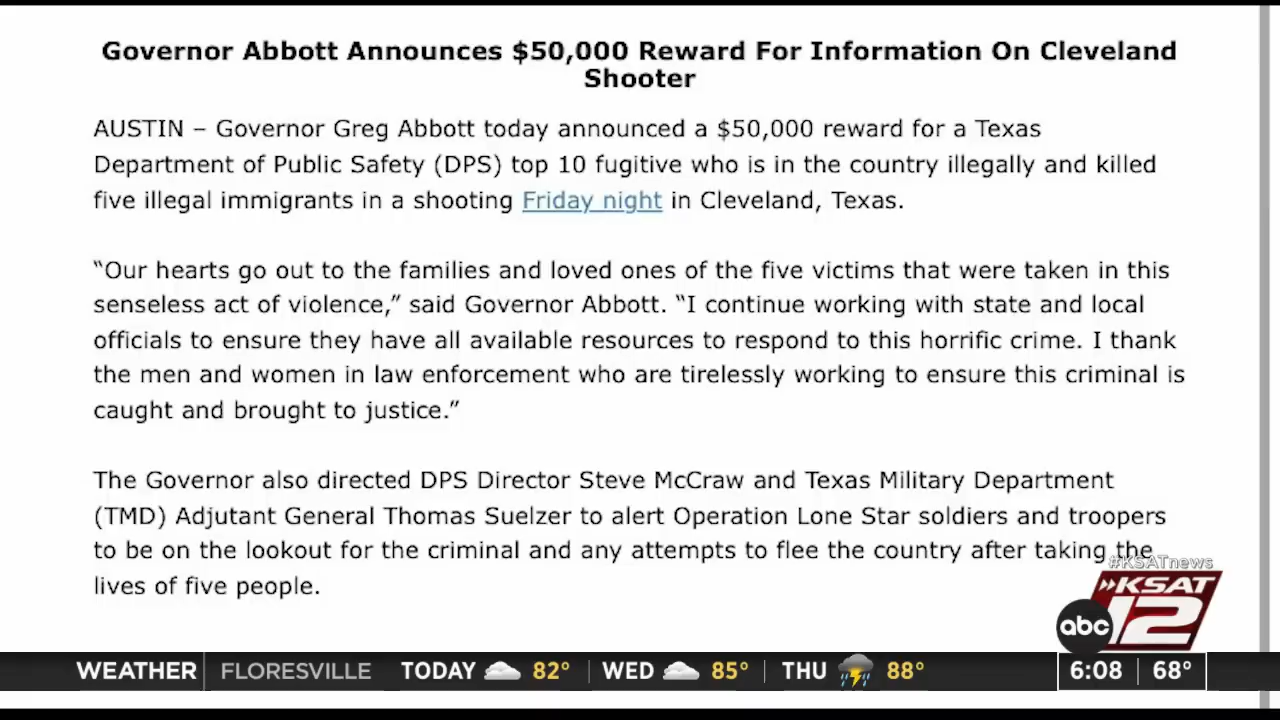 Governor Abbott Announces $50,000 Reward For Information On Cleveland
Shooter
AUSTIN – Governor Greg Abbott today announced a $50,000 reward for a Texas
Department of Public Safety (DPS) top 10 fugitive who is in the country illegally and killed
five illegal immigrants in a shooting Friday night in Cleveland, Texas.
“Our hearts go out to the families and loved ones of the five victims that were taken in this
senseless act of violence,” said Governor Abbott. “I continue working with state and local
officials to ensure they have all available resources to respond to this horrific crime. I thank
the men and women in law enforcement who are tirelessly working to ensure this criminal is
caught and brought to justice.”
The Governor also directed DPS Director Steve McCraw and Texas Military Department
(TMD) Adjutant General Thomas Suelzer to alert Operation Lone Star soldiers and troopers
to be on the lookout for the criminal and any attempts to flee the country after taking the
lives of five people.
#KSATnews
KSAT
abc 12
WEATHER FLORESVILLE TODAY 82° WED 85° THU 88° 6:08 68°